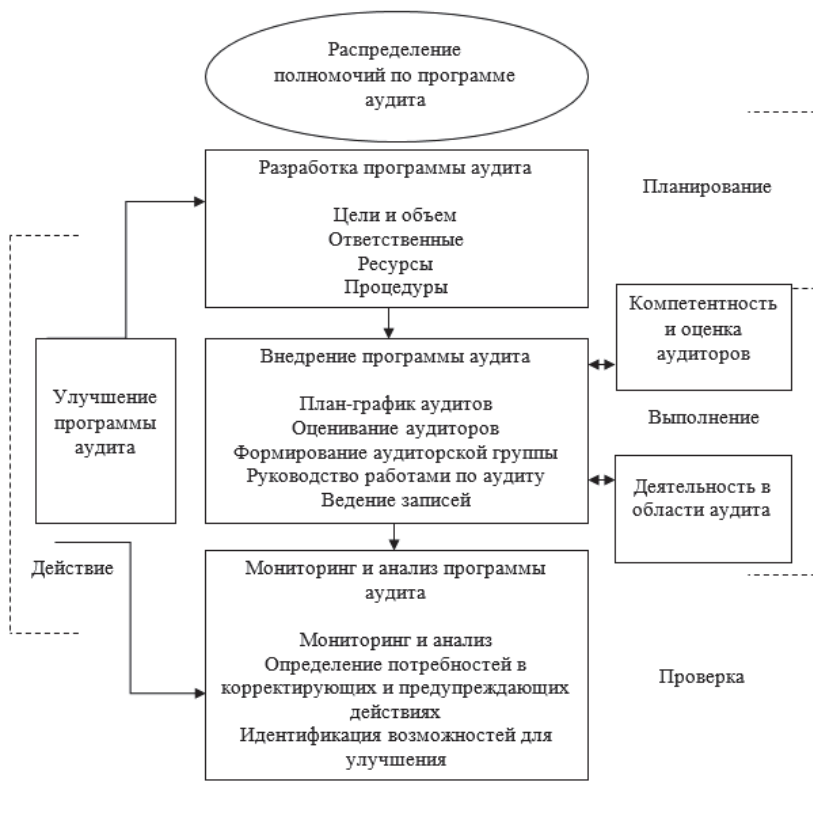 Распределение
полномочий по программе
аудита
Разработка программы аудита
Цели и объем
Ответственные
Ресурсы
Процедуры
Планирование
Компетентность
и оценка
аудиторов
Внедрение программы аудита
План-график аудитов
Оценивание аудиторов
Формирование аудиторской группы
Руководство работами по аудиту
Ведение записей
Улучшение
программы
аудита
Выполнение
Деятельность в
области аудита
Действие
Мониторинг и анализ программы
аудита
Мониторинг и анализ
Определение потребностей в
корректирующих и предупреждающих
действиях
Идентификация возможностей для
улучшения
Проверка